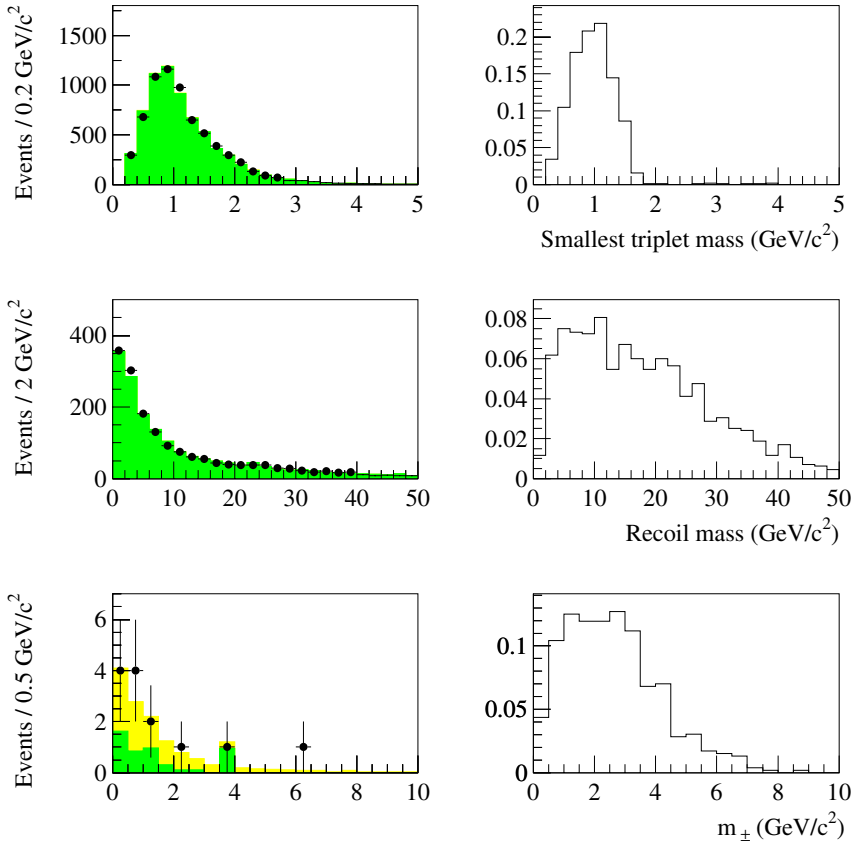 Events / 0.2 GeV/c²
1500
1000
500
0
0 1 2 3 4 5
0.2
0.15
0.1
0.05
0
0 1 2 3 4 5
Smallest triplet mass (GeV/c²)
Events / 2 GeV/c²
400
200
0
0 10 20 30 40 50
0.08
0.06
0.04
0.02
0
0 10 20 30 40 50
Recoil mass (GeV/c²)
Events / 0.5 GeV/c²
6
4
2
0
0 2 4 6 8 10
0.1
0.05
0
0 2 4 6 8 10
m± (GeV/c²)